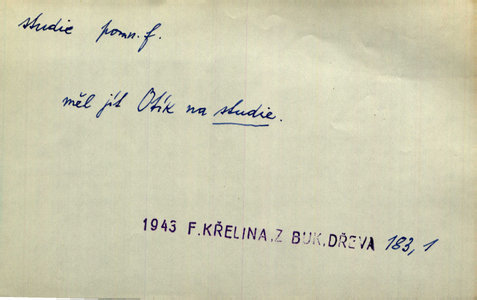 studie pomn. f.
měl jít Otík na studie.
1943 F.KŘELINA,Z BUK.DŘEVA 183,1